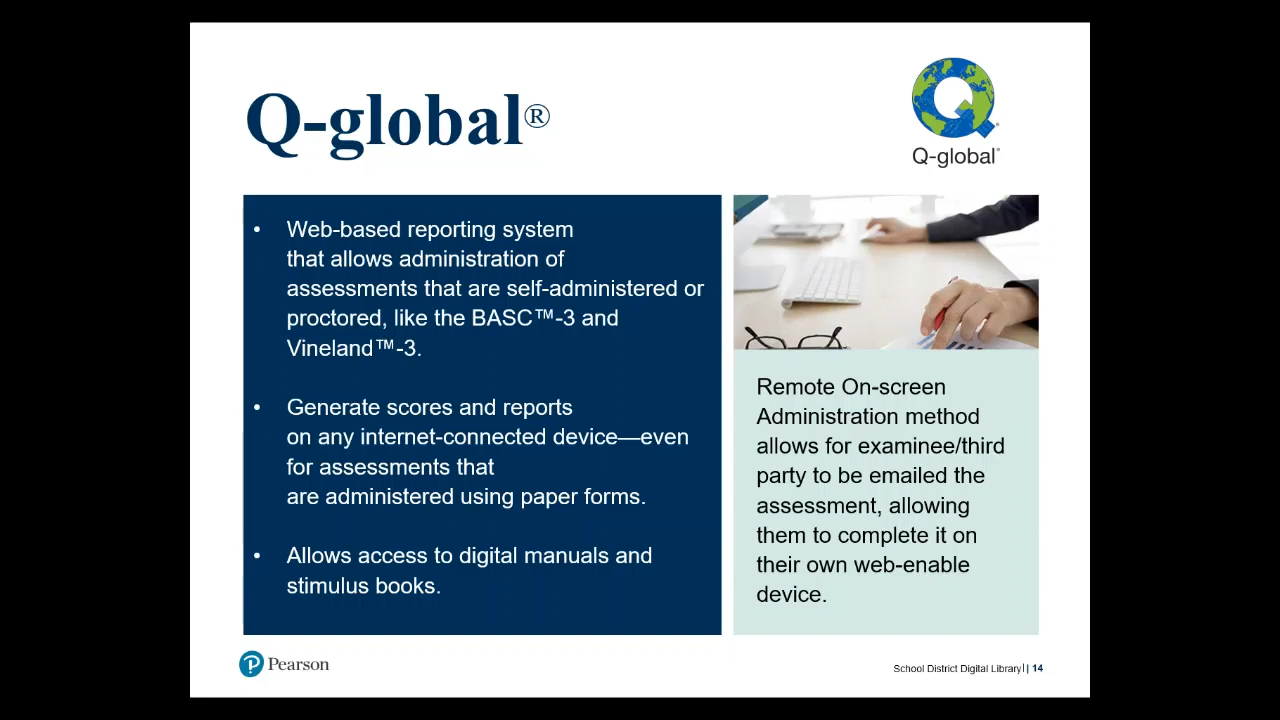 Q-global®
Q-global®
• Web-based reporting system
that allows administration of
assessments that are self-administered or
proctored, like the BASC™-3 and
Vineland™-3.
• Generate scores and reports
on any internet-connected device—even
for assessments that
are administered using paper forms.
• Allows access to digital manuals and
stimulus books.
Remote On-screen
Administration method
allows for examinee/third
party to be emailed the
assessment, allowing
them to complete it on
their own web-enable
device.
Pearson
School District Digital Library| | 14